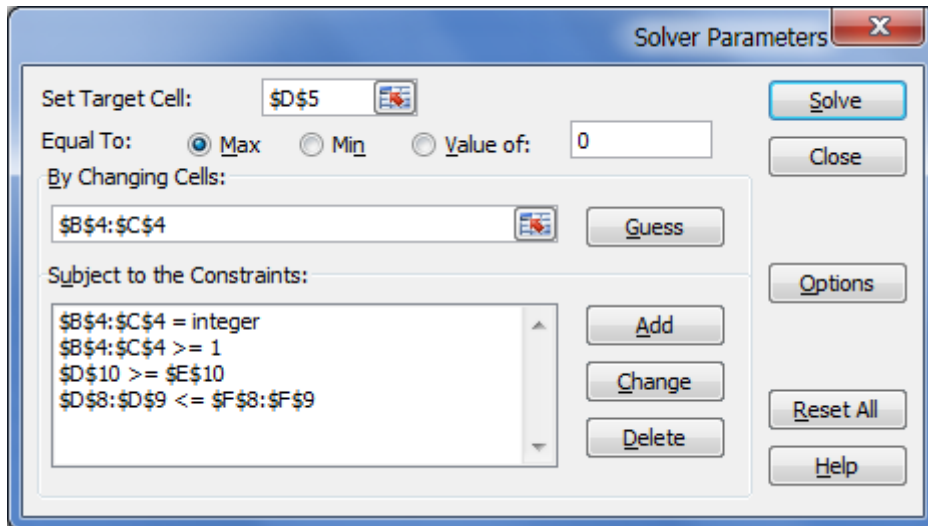 Solver Parameters
Set Target Cell: $D$5
Solve
Equal To: Max Min Value of: 0
Close
By Changing Cells:
$B$4:$C$4
Guess
Subject to the Constraints:
Options
$B$4:$C$4 = integer
Add
$B$4:$C$4 >= 1
$D$10 >= $E$10
Change
$D$8:$D$9 <= $F$8:$F$9
Reset All
Delete
Help